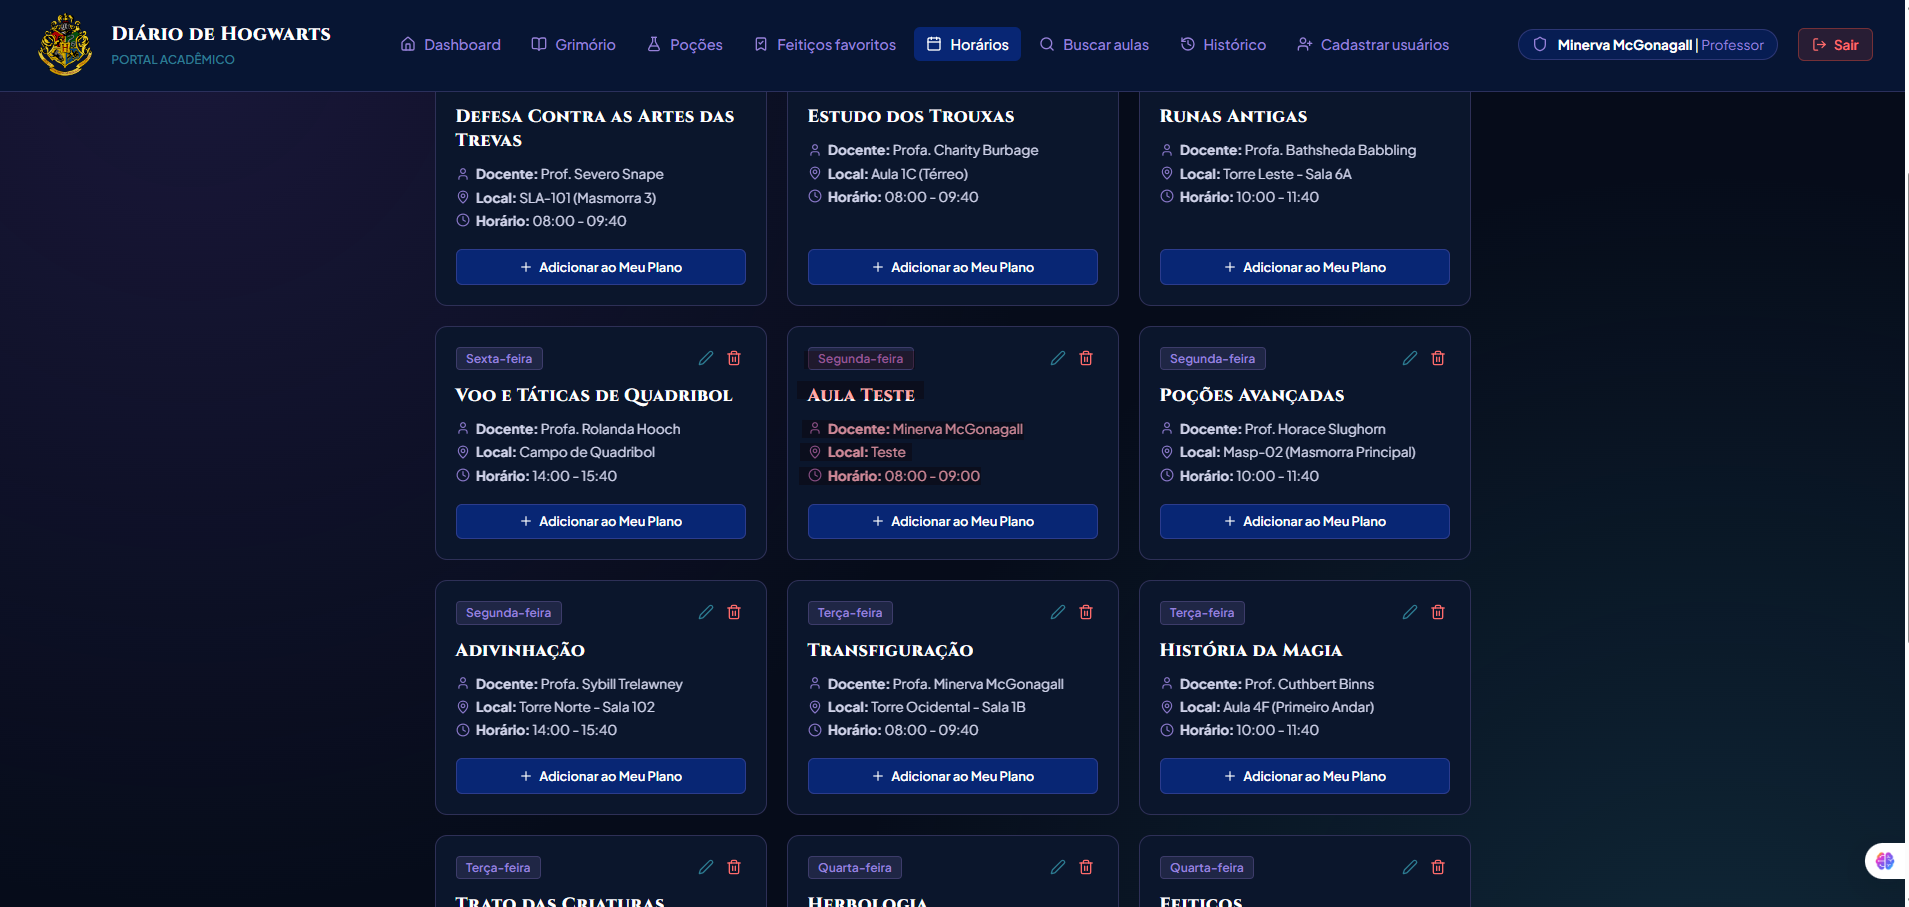 Diário de Hogwarts
PORTAL ACADÊMICO
Dashboard
Grimório
Poções
Feitiços favoritos
Horários
Buscar aulas
Histórico
Cadastrar usuários
Minerva McGonagall | Professor
Sair
Defesa Contra as Artes das
Trevas
Docente: Prof. Severo Snape
Local: SLA-101 (Masmorra 3)
Horário: 08:00 - 09:40
+ Adicionar ao Meu Plano
Estudo dos Trouxas
Docente: Profa. Charity Burbage
Local: Aula 1C (Térreo)
Horário: 08:00 - 09:40
+ Adicionar ao Meu Plano
Runas Antigas
Docente: Profa. Bathsheda Babbling
Local: Torre Leste - Sala 6A
Horário: 10:00 - 11:40
+ Adicionar ao Meu Plano
Sexta-feira
Voo e Táticas de Quadribol
Docente: Profa. Rolanda Hooch
Local: Campo de Quadribol
Horário: 14:00 - 15:40
+ Adicionar ao Meu Plano
Segunda-feira
Aula Teste
Docente: Minerva McGonagall
Local: Teste
Horário: 08:00 - 09:00
+ Adicionar ao Meu Plano
Segunda-feira
Poções Avançadas
Docente: Prof. Horace Slughorn
Local: Masp-02 (Masmorra Principal)
Horário: 10:00 - 11:40
+ Adicionar ao Meu Plano
Segunda-feira
Adivinhação
Docente: Profa. Sybill Trelawney
Local: Torre Norte - Sala 102
Horário: 14:00 - 15:40
+ Adicionar ao Meu Plano
Terça-feira
Transfiguração
Docente: Profa. Minerva McGonagall
Local: Torre Ocidental - Sala 1B
Horário: 08:00 - 09:40
+ Adicionar ao Meu Plano
Terça-feira
História da Magia
Docente: Prof. Cuthbert Binns
Local: Aula 4F (Primeiro Andar)
Horário: 10:00 - 11:40
+ Adicionar ao Meu Plano
Terça-feira
Trato das Criaturas
Quarta-feira
Herbologia
Quarta-feira
Feitiços